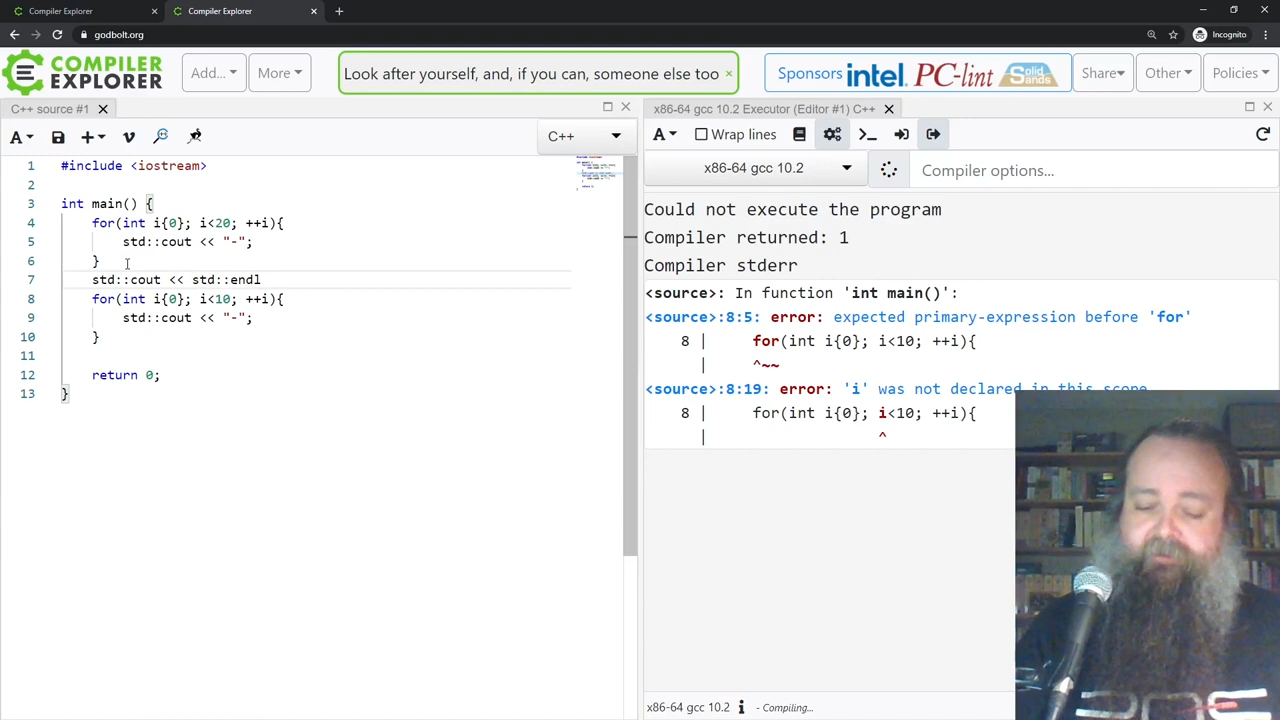 Compiler Explorer × Compiler Explorer × +
godbolt.org Incognito
COMPILER EXPLORER Add... More Look after yourself, and, if you can, someone else too × Sponsors intel. PC-lint Solid Sands Share Other Policies
C++ source #1 ×
A C++
1 #include <iostream>
2
3 int main() {
4 for(int i{0}; i<20; ++i){
5 std::cout << "-";
6 }
7 std::cout << std::endl
8 for(int i{0}; i<10; ++i){
9 std::cout << "-";
10 }
11
12 return 0;
13 }
x86-64 gcc 10.2 Executor (Editor #1) C++ ×
A Wrap lines
x86-64 gcc 10.2 Compiler options...
Could not execute the program
Compiler returned: 1
Compiler stderr
<source>: In function 'int main()':
<source>:8:5: error: expected primary-expression before 'for'
8 | for(int i{0}; i<10; ++i){
| ^~~
<source>:8:19: error: 'i' was not declared in this scope
8 | for(int i{0}; i<10; ++i){
| ^
x86-64 gcc 10.2 i - Compiling...